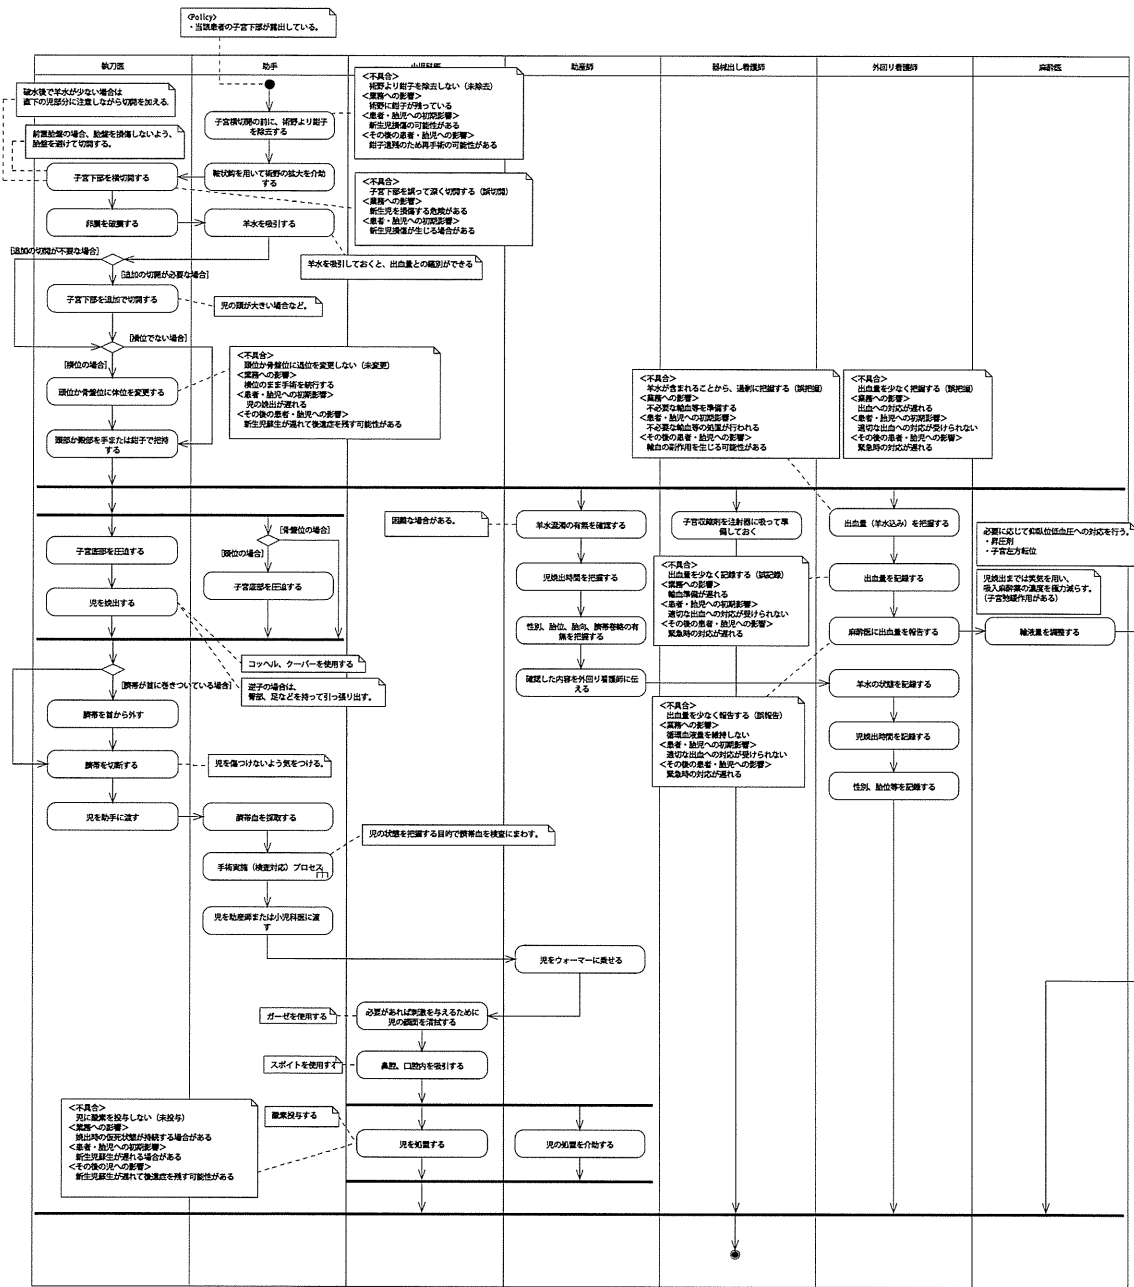 <Policy>
・当該患者の子宮下部が露出している。
執刀医
助手
小児科医
助産師
器械出し看護師
外回り看護師
麻酔医
破水後で羊水が少ない場合は
直下の児部分に注意しながら切開を加える。
前置胎盤の場合、胎盤を損傷しないよう、
胎盤を避けて切開する。
子宮横切開の前に、術野より鉗子
を除去する
<不具合>
術野より鉗子を除去しない（未除去）
<業務への影響>
術野に鉗子が残っている
<患者・胎児への初期影響>
新生児損傷の可能性がある
<その後の患者・胎児への影響>
鉗子遺残のため再手術の可能性がある
子宮下部を横切開する
鞍状鈎を用いて術野の拡大を介助
する
<不具合>
子宮下部を誤って深く切開する（誤切開）
<業務への影響>
新生児を損傷する危険がある
<患者・胎児への初期影響>
新生児損傷が生じる場合がある
卵膜を破膜する
羊水を吸引する
羊水を吸引しておくと、出血量との鑑別ができる
[追加の切開が不要な場合]
[追加の切開が必要な場合]
子宮下部を追加で切開する
児の頭が大きい場合など。
[横位でない場合]
[横位の場合]
頭位か骨盤位に体位を変更する
<不具合>
頭位か骨盤位に適位を変更しない（未変更）
<業務への影響>
横位のまま手術を続行する
<患者・胎児への初期影響>
児の娩出が遅れる
<その後の患者・胎児への影響>
新生児蘇生が遅れて後遺症を残す可能性がある
頭部か殿部を手または鉗子で把持
する
<不具合>
羊水が含まれることから、過剰に把握する（誤把握）
<業務への影響>
不必要な輸血等を準備する
<患者・胎児への初期影響>
不必要な輸血等の処置が行われる
<その後の患者・胎児への影響>
輸血の副作用を生じる可能性がある
<不具合>
出血量を少なく把握する（誤把握）
<業務への影響>
出血への対応が遅れる
<患者・胎児への初期影響>
適切な出血への対応が受けられない
<その後の患者・胎児への影響>
緊急時の対応が遅れる
困難な場合がある。
羊水混濁の有無を確認する
子宮収縮剤を注射器に吸って準
備しておく
出血量（羊水込み）を把握する
必要に応じて仰臥位低血圧への対応を行う。
・昇圧剤
・子宮左方転位
[骨盤位の場合]
[頭位の場合]
子宮底部を圧迫する
子宮底部を圧迫する
児を娩出する
児娩出時間を把握する
<不具合>
出血量を少なく記録する（誤記録）
<業務への影響>
輸血準備が遅れる
<患者・胎児への初期影響>
適切な出血への対応が受けられない
<その後の患者・胎児への影響>
緊急時の対応が遅れる
出血量を記録する
児娩出までは笑気を用い、
吸入麻酔薬の濃度を極力減らす。
（子宮弛緩作用がある）
性別、胎位、胎向、臍帯巻絡の有
無を把握する
麻酔医に出血量を報告する
輸液量を調整する
コッヘル、クーパーを使用する
[臍帯が首に巻きついている場合]
逆子の場合は、
臀部、足などを持って引っ張り出す。
確認した内容を外回り看護師に伝
える
羊水の状態を記録する
臍帯を首から外す
<不具合>
出血量を少なく報告する（誤報告）
<業務への影響>
循環血液量を維持しない
<患者・胎児への初期影響>
適切な出血への対応が受けられない
<その後の患者・胎児への影響>
緊急時の対応が遅れる
児娩出時間を記録する
臍帯を切断する
児を傷つけないよう気をつける。
性別、胎位等を記録する
児を助手に渡す
臍帯血を採取する
児の状態を把握する目的で臍帯血を検査にまわす。
手術実施（検査対応）プロセス
児を助産師または小児科医に渡
す
児をウォーマーに乗せる
ガーゼを使用する
必要があれば刺激を与えるために
児の顔面を清拭する
スポイトを使用す
鼻腔、口腔内を吸引する
<不具合>
児に酸素を投与しない（未投与）
<業務への影響>
娩出時の仮死状態が持続する場合がある
<患者・胎児への初期影響>
新生児蘇生が遅れる場合がある
<その後の児への影響>
新生児蘇生が遅れて後遺症を残す可能性がある
酸素投与する
児を処置する
児の処置を介助する